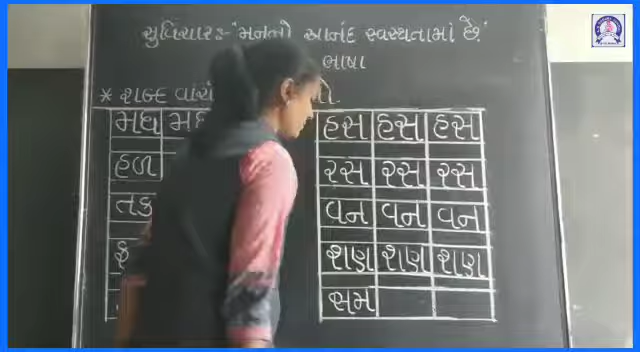 સુવિચારઃ- 'મનનો આનંદ સ્વસ્થતામાં છે.'
ભાષા
* શબ્દ વાંચી
મધ મધ હસ હસ હસ
હળ રસ રસ રસ
તક વન વન વન
શણ શણ શણ
સમ